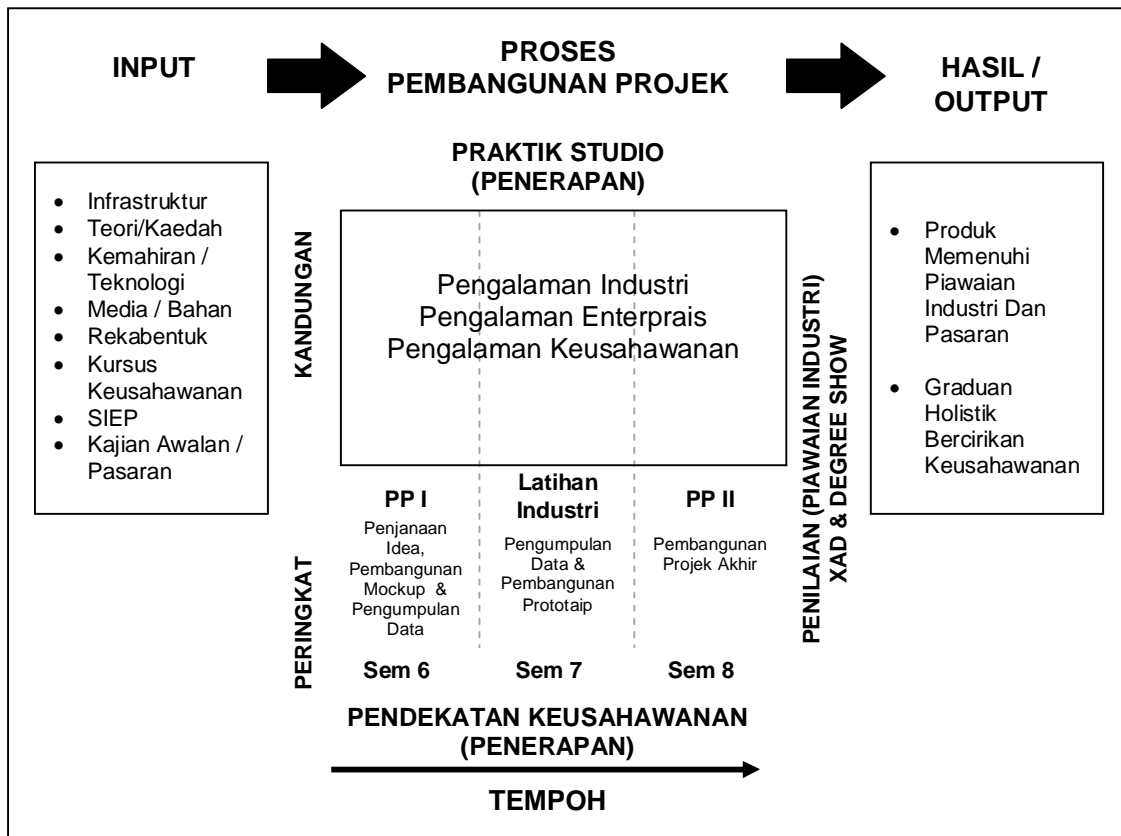 INPUT
PROSES
PEMBANGUNAN PROJEK
HASIL /
OUTPUT
• Infrastruktur
• Teori/Kaedah
• Kemahiran /
Teknologi
• Media / Bahan
• Rekabentuk
• Kursus
Keusahawanan
• SIEP
• Kajian Awalan /
Pasaran
PRAKTIK STUDIO
(PENERAPAN)
KANDUNGAN
Pengalaman Industri
Pengalaman Enterprais
Pengalaman Keusahawanan
PERINGKAT
PP I
Penjanaan
Idea,
Pembangunan
Mockup &
Pengumpulan
Data
Sem 6
Latihan
Industri
Pengumpulan
Data &
Pembangunan
Prototaip
Sem 7
PP II
Pembangunan
Projek Akhir
Sem 8
PENDEKATAN KEUSAHAWANAN
(PENERAPAN)
TEMPOH
PENILAIAN (PIAWAIAN INDUSTRI)
XAD & DEGREE SHOW
• Produk
Memenuhi
Piawaian
Industri Dan
Pasaran
• Graduan
Holistik
Bercirikan
Keusahawanan